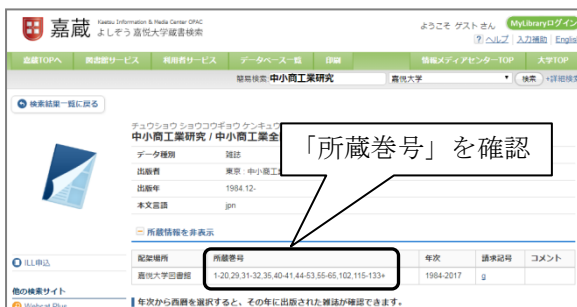 嘉蔵 Kaetsu Information & Media Center OPAC
よしぞう 嘉悦大学蔵書検索
ようこそ ゲスト さん MyLibraryログイン
? ヘルプ 入力補助 English
嘉蔵TOPへ 図書館サービス 利用者サービス データベース一覧 印刷 情報メディアセンターTOP 大学TOP
簡易検索 中小商工業研究 嘉悦大学 検索 +詳細検索
検索結果一覧に戻る
チュウショウ ショウコウギョウ ケンキュウ
中小商工業研究 / 中小商工業全
「所蔵巻号」を確認
データ種別 雑誌
出版者 東京 : 中小商工
出版年 1984.12-
本文言語 jpn
所蔵情報を非表示
ILL申込
配架場所 所蔵巻号 年次 請求記号 コメント
嘉悦大学図書館 1-20,29,31-32,35,40-41,44-53,55-65,102,115-133+ 1984-2017 g
他の検索サイト
Webcat Plus
年次から西暦を選択すると、その年に出版された雑誌が確認できます。